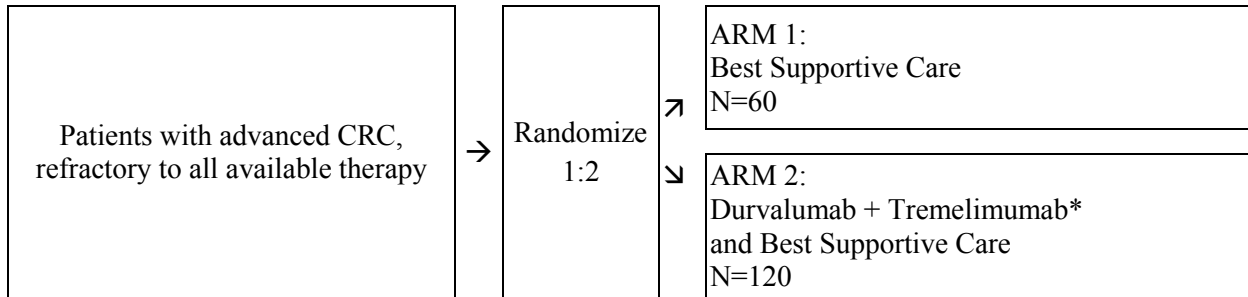 Patients with advanced CRC,
refractory to all available therapy
→
Randomize
1:2
↗
↘
ARM 1:
Best Supportive Care
N=60
ARM 2:
Durvalumab + Tremelimumab*
and Best Supportive Care
N=120